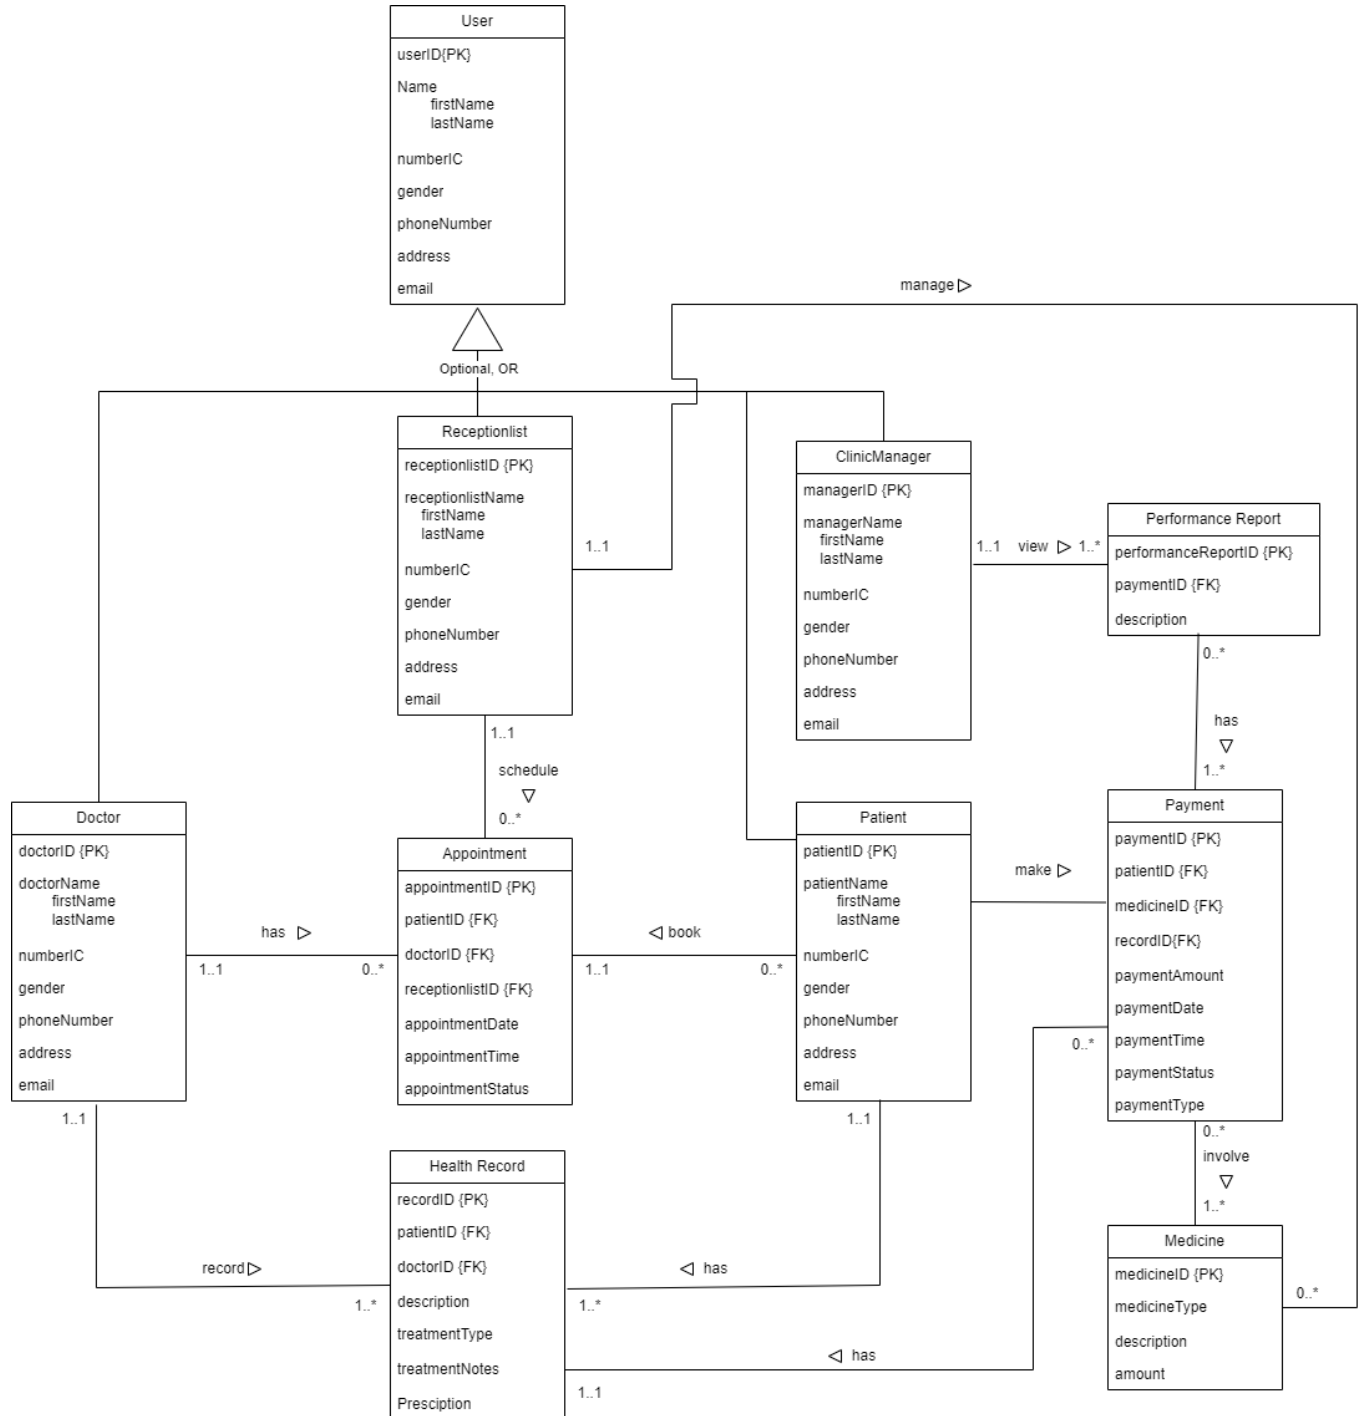 User
userID{PK}
Name
firstName
lastName
numberIC
gender
phoneNumber
address
email
manage
Optional, OR
Receptionlist
receptionlistID {PK}
receptionlistName
firstName
lastName
numberIC
gender
phoneNumber
address
email
1..1
1..1
schedule
0..*
ClinicManager
managerID {PK}
managerName
firstName
lastName
numberIC
gender
phoneNumber
address
email
1..1 view 1..*
Performance Report
performanceReportID {PK}
paymentID {FK}
description
0..*
has
1..*
Doctor
doctorID {PK}
doctorName
firstName
lastName
numberIC
gender
phoneNumber
address
email
1..1
has
1..1
0..*
Appointment
appointmentID {PK}
patientID {FK}
doctorID {FK}
receptionlistID {FK}
appointmentDate
appointmentTime
appointmentStatus
book
1..1
0..*
Patient
patientID {PK}
patientName
firstName
lastName
numberIC
gender
phoneNumber
address
email
1..1
make
Payment
paymentID {PK}
patientID {FK}
medicineID {FK}
recordID{FK}
paymentAmount
paymentDate
paymentTime
paymentStatus
paymentType
0..*
0..*
involve
1..*
Health Record
recordID {PK}
patientID {FK}
doctorID {FK}
description
treatmentType
treatmentNotes
Presciption
record
1..*
has
1..*
has
1..1
Medicine
medicineID {PK}
medicineType
description
amount
0..*